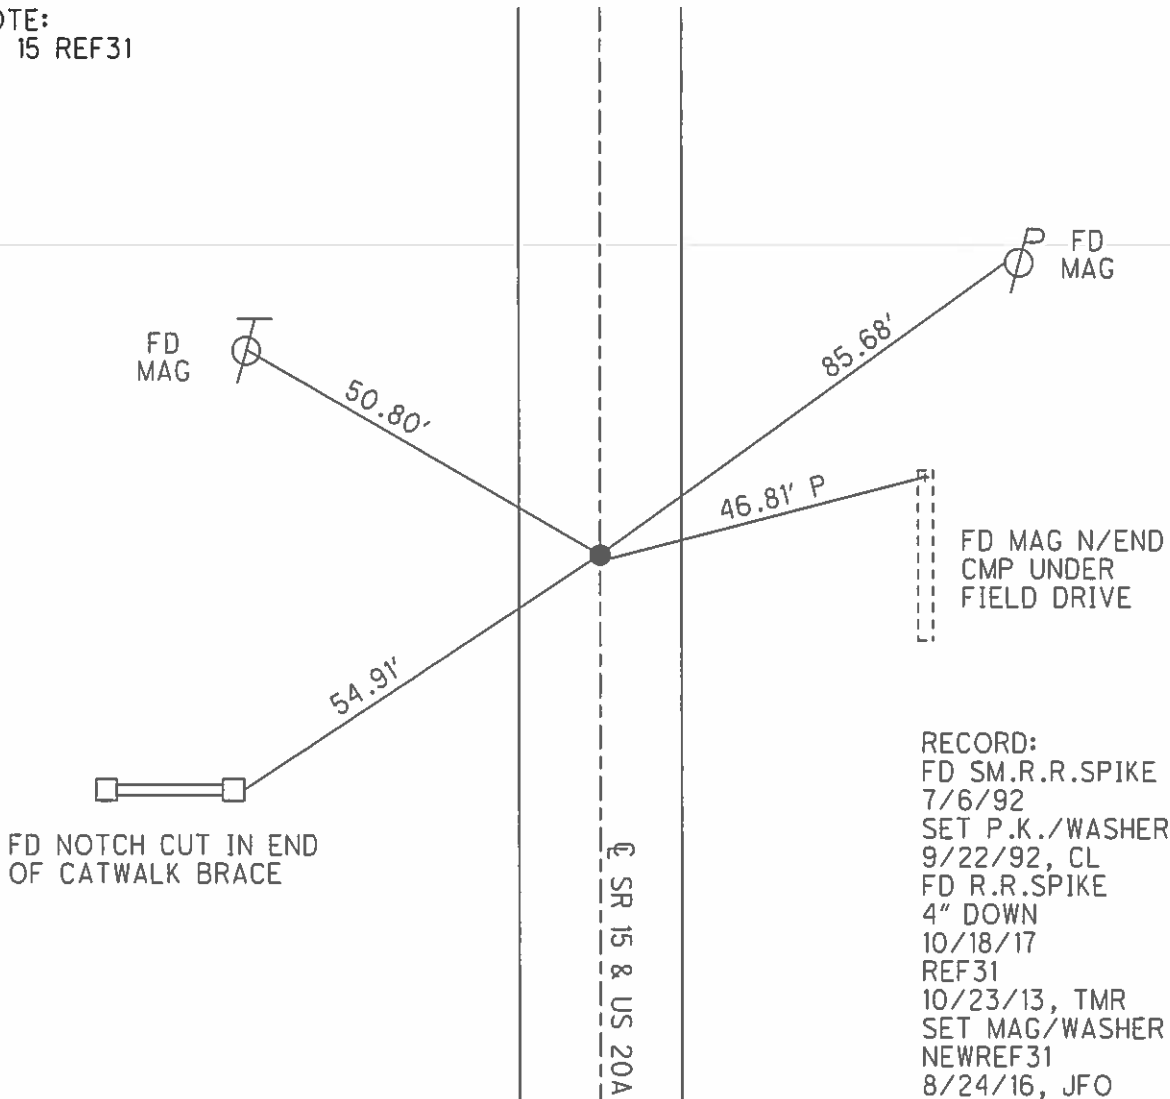 OTE:
15 REF31
FD
MAG
P
FD
MAG
T
50.80'
85.68'
46.81' P
54.91'
FD MAG N/END
CMP UNDER
FIELD DRIVE
FD NOTCH CUT IN END
OF CATWALK BRACE
℄ SR 15 & US 20A
RECORD:
FD SM.R.R.SPIKE
7/6/92
SET P.K./WASHER
9/22/92, CL
FD R.R.SPIKE
4" DOWN
10/18/17
REF31
10/23/13, TMR
SET MAG/WASHER
NEWREF31
8/24/16, JFO